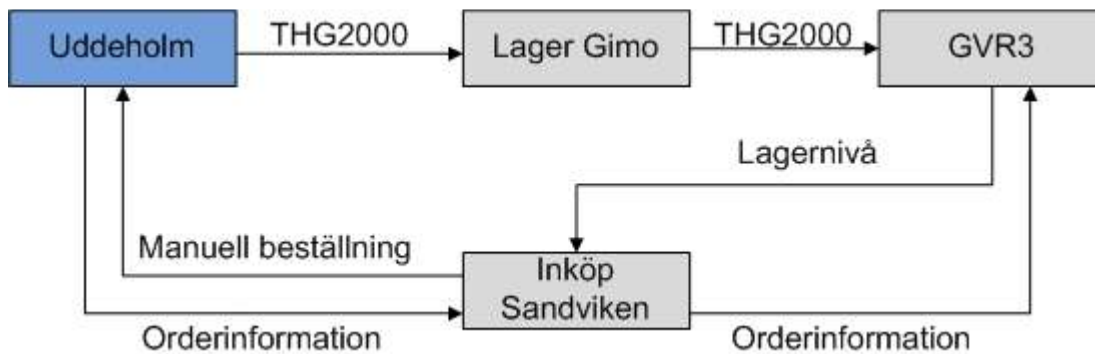 Uddeholm
THG2000
Lager Gimo
THG2000
GVR3
Lagernivå
Manuell beställning
Inköp
Sandviken
Orderinformation
Orderinformation